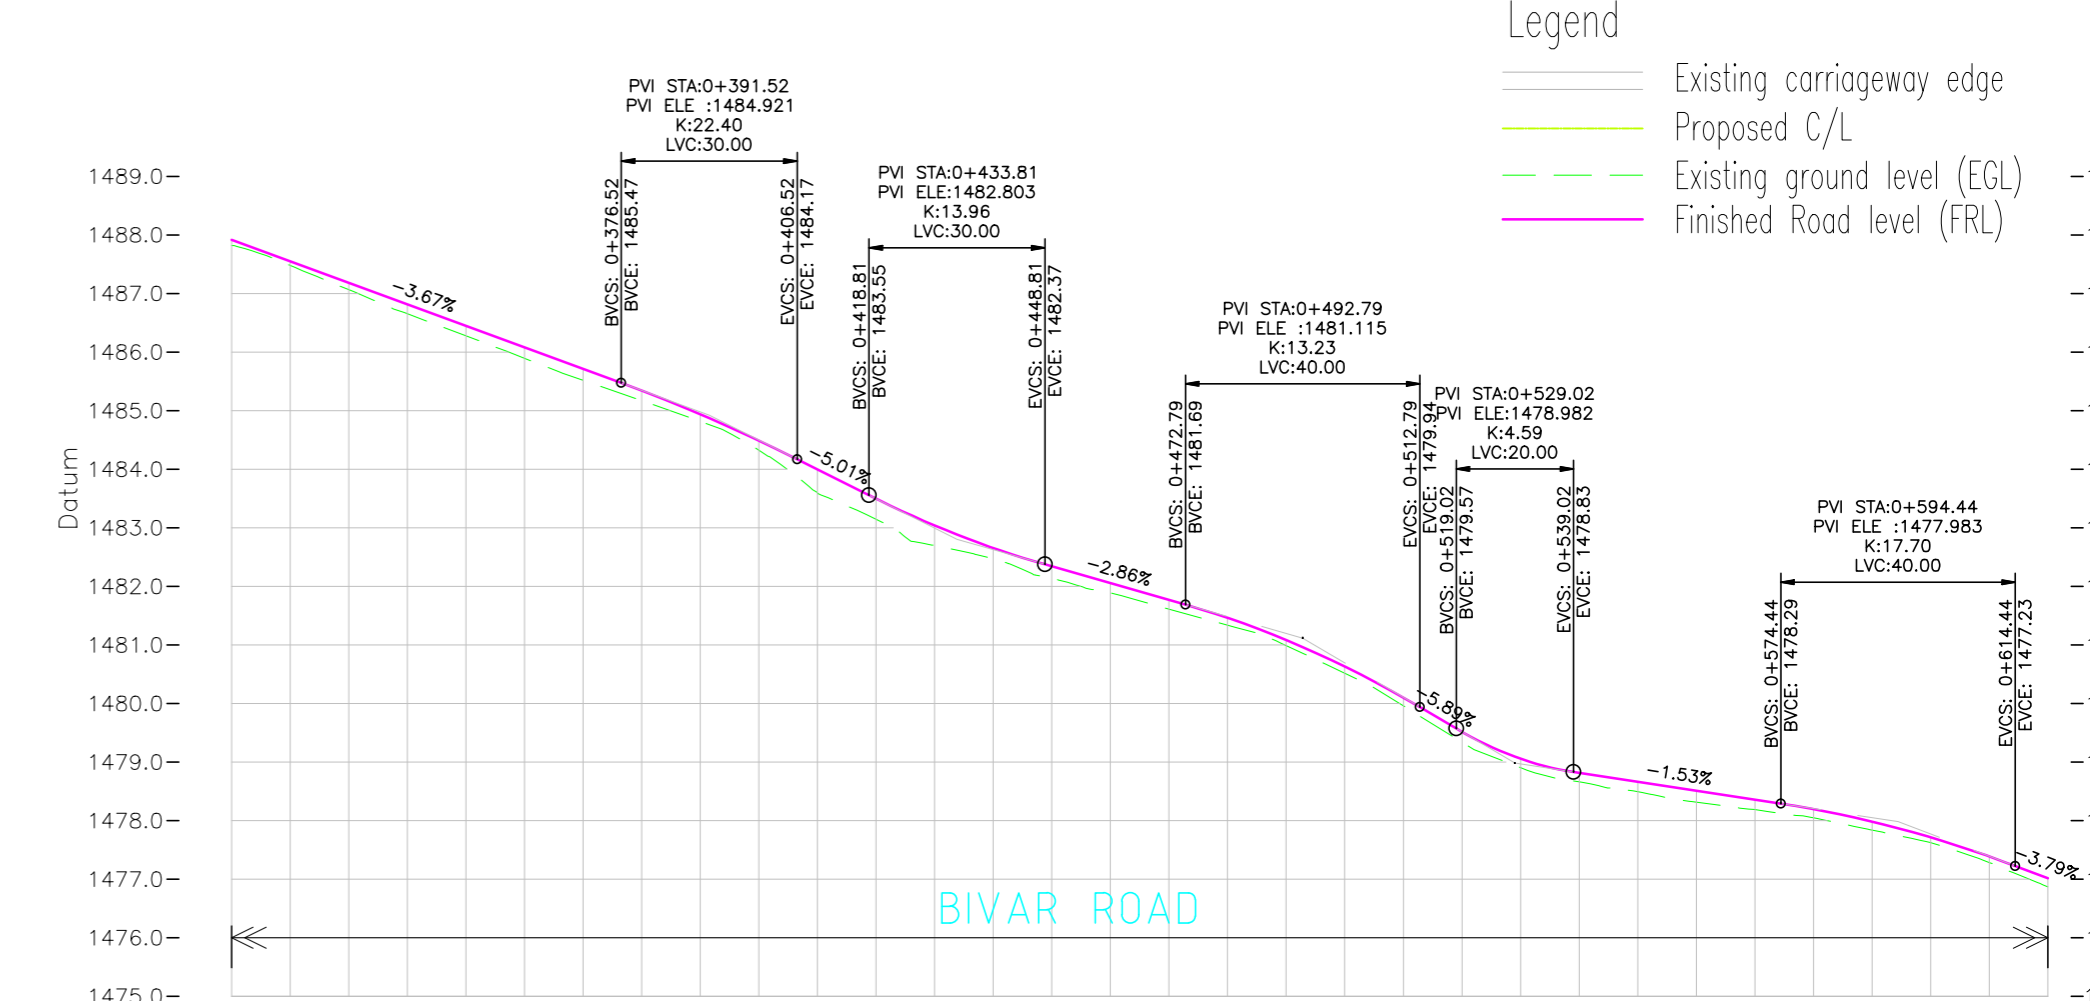 Legend
Existing carriageway edge
Proposed C/L
Existing ground level (EGL)
Finished Road level (FRL)
PVI STA:0+391.52
PVI ELE :1484.921
K:22.40
LVC:30.00
BVCS: 0+376.52
BVCE: 1485.47
EVCS: 0+406.52
EVCE: 1484.17
PVI STA:0+433.81
PVI ELE:1482.803
K:13.96
LVC:30.00
BVCS: 0+418.81
BVCE: 1483.55
EVCS: 0+448.81
EVCE: 1482.37
PVI STA:0+492.79
PVI ELE :1481.115
K:13.23
LVC:40.00
BVCS: 0+472.79
BVCE: 1481.69
EVCS: 0+512.79
EVCE: 1479.94
PVI STA:0+529.02
PVI ELE:1478.982
K:4.59
LVC:20.00
BVCS: 0+519.02
BVCE: 1479.57
EVCS: 0+539.02
EVCE: 1478.83
PVI STA:0+594.44
PVI ELE :1477.983
K:17.70
LVC:40.00
BVCS: 0+574.44
BVCE: 1478.29
EVCS: 0+614.44
EVCE: 1477.23
-3.67%
-5.01%
-2.86%
-5.89%
-1.53%
-3.79%
Datum
1489.0-
1488.0-
1487.0-
1486.0-
1485.0-
1484.0-
1483.0-
1482.0-
1481.0-
1480.0-
1479.0-
1478.0-
1477.0-
1476.0-
1475.0-
BIVAR ROAD